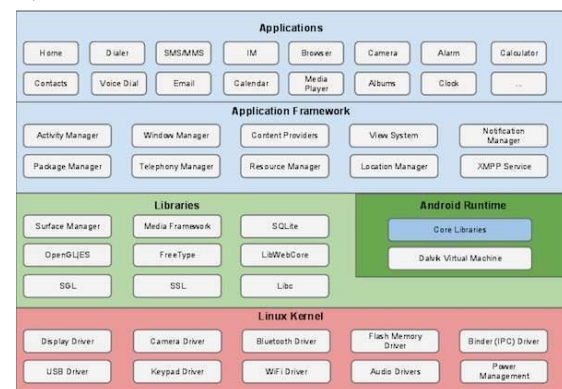 Applications
Home Dialer SMS/MMS IM Browser Camera Alarm Calculator
Contacts Voice Dial Email Calendar Media Player Albums Clock ...
Application Framework
Activity Manager Window Manager Content Providers View System Notification Manager
Package Manager Telephony Manager Resource Manager Location Manager XMPP Service
Libraries
Surface Manager Media Framework SQLite
OpenGL|ES FreeType LibWebCore
SGL SSL Libc
Android Runtime
Core Libraries
Dalvik Virtual Machine
Linux Kernel
Display Driver Camera Driver Bluetooth Driver Flash Memory Driver Binder (IPC) Driver
USB Driver Keypad Driver WiFi Driver Audio Drivers Power Management